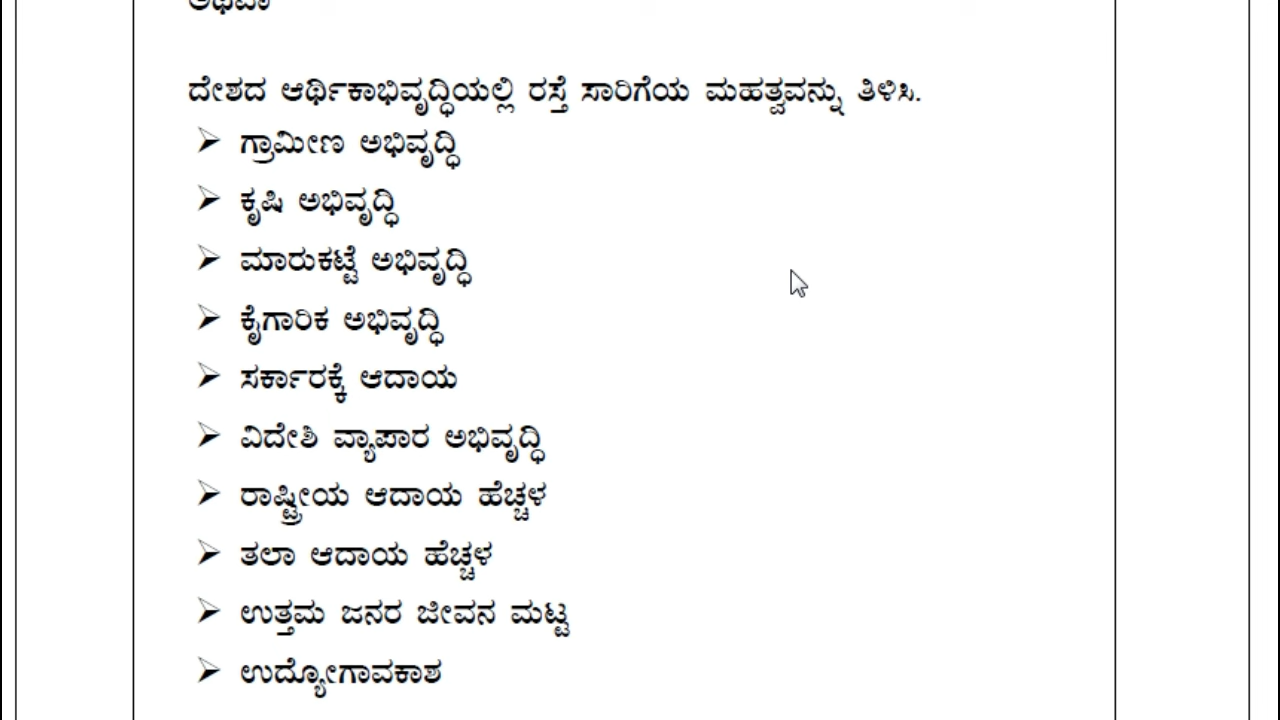 ಅಥವಾ
ದೇಶದ ಆರ್ಥಿಕಾಭಿವೃದ್ಧಿಯಲ್ಲಿ ರಸ್ತೆ ಸಾರಿಗೆಯ ಮಹತ್ವವನ್ನು ತಿಳಿಸಿ.
➢ ಗ್ರಾಮೀಣ ಅಭಿವೃದ್ಧಿ
➢ ಕೃಷಿ ಅಭಿವೃದ್ಧಿ
➢ ಮಾರುಕಟ್ಟೆ ಅಭಿವೃದ್ಧಿ
➢ ಕೈಗಾರಿಕ ಅಭಿವೃದ್ಧಿ
➢ ಸರ್ಕಾರಕ್ಕೆ ಆದಾಯ
➢ ವಿದೇಶಿ ವ್ಯಾಪಾರ ಅಭಿವೃದ್ಧಿ
➢ ರಾಷ್ಟ್ರೀಯ ಆದಾಯ ಹೆಚ್ಚಳ
➢ ತಲಾ ಆದಾಯ ಹೆಚ್ಚಳ
➢ ಉತ್ತಮ ಜನರ ಜೀವನ ಮಟ್ಟ
➢ ಉದ್ಯೋಗಾವಕಾಶ